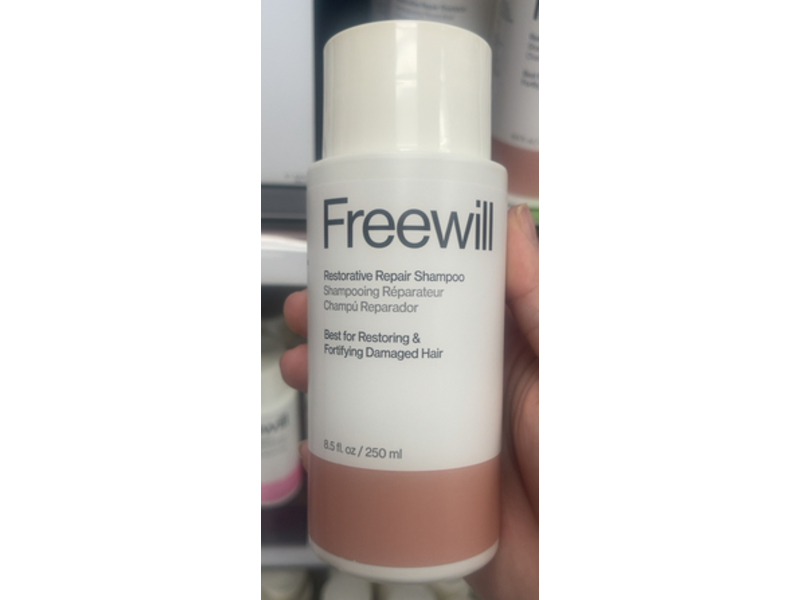 Freewill
Restorative Repair Shampoo
Shampooing Réparateur
Champú Reparador
Best for Restoring &
Fortifying Damaged Hair
8.5 fl. oz / 250 ml